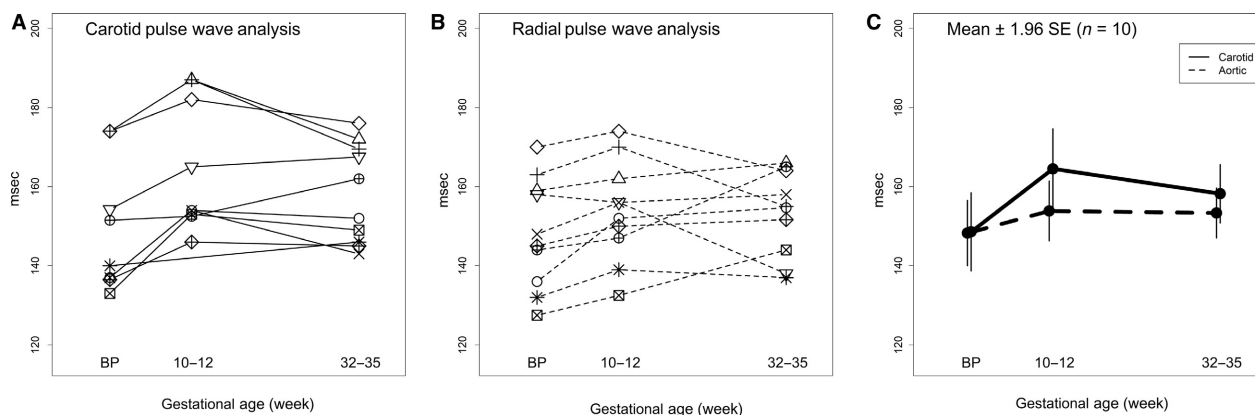 A
Carotid pulse wave analysis
200
180
160
140
120
msec
BP
10–12
32–35
Gestational age (week)
B
Radial pulse wave analysis
200
180
160
140
120
msec
BP
10–12
32–35
Gestational age (week)
C
Mean ± 1.96 SE (n = 10)
Carotid
Aortic
200
180
160
140
120
msec
BP
10–12
32–35
Gestational age (week)